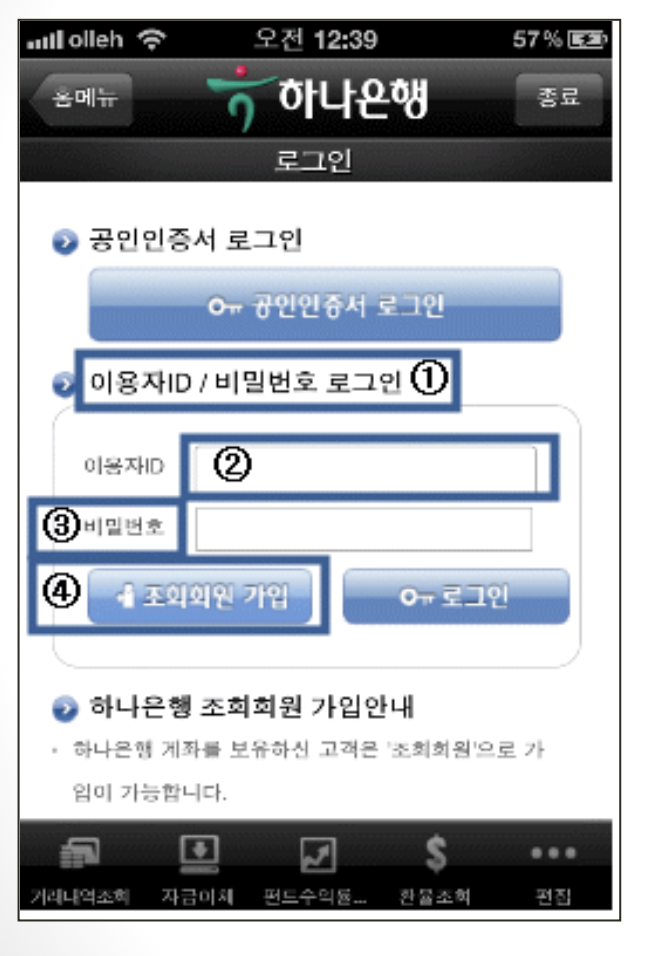 olleh 오전 12:39 57%
홈메뉴 하나은행 종료
로그인
공인인증서 로그인
공인인증서 로그인
이용자ID / 비밀번호 로그인 ①
이용자ID ②
③ 비밀번호
④ 조회회원 가입 로그인
하나은행 조회회원 가입안내
· 하나은행 계좌를 보유하신 고객은 '조회회원'으로 가
입이 가능합니다.
거래내역조회 자금이체 펀드수익률... 환율조회 편집